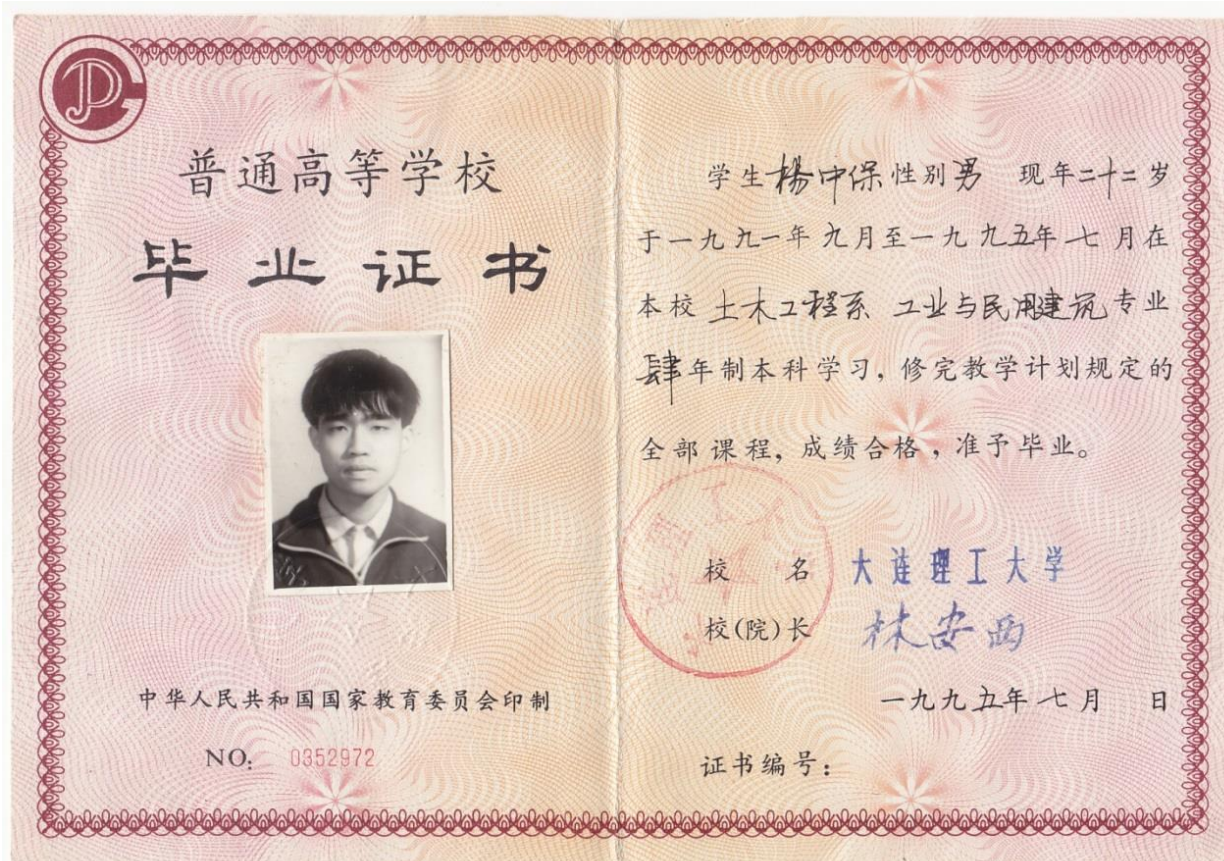 普通高等学校
毕业证书
中华人民共和国国家教育委员会印制
NO: 0352972
学生杨中保性别男 现年二十二岁
于一九九一年九月至一九九五年七月在
本校 土木工程系 工业与民用建筑专业
肆年制本科学习,修完教学计划规定的
全部课程,成绩合格,准予毕业。
校 名 大连理工大学
校(院)长 林安西
一九九五年七月 日
证书编号: